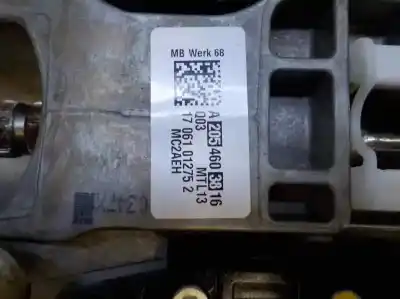 MB Werk 68
A 205 460 38 16
003 MTL13
17 061 01275 2
MC2AEH